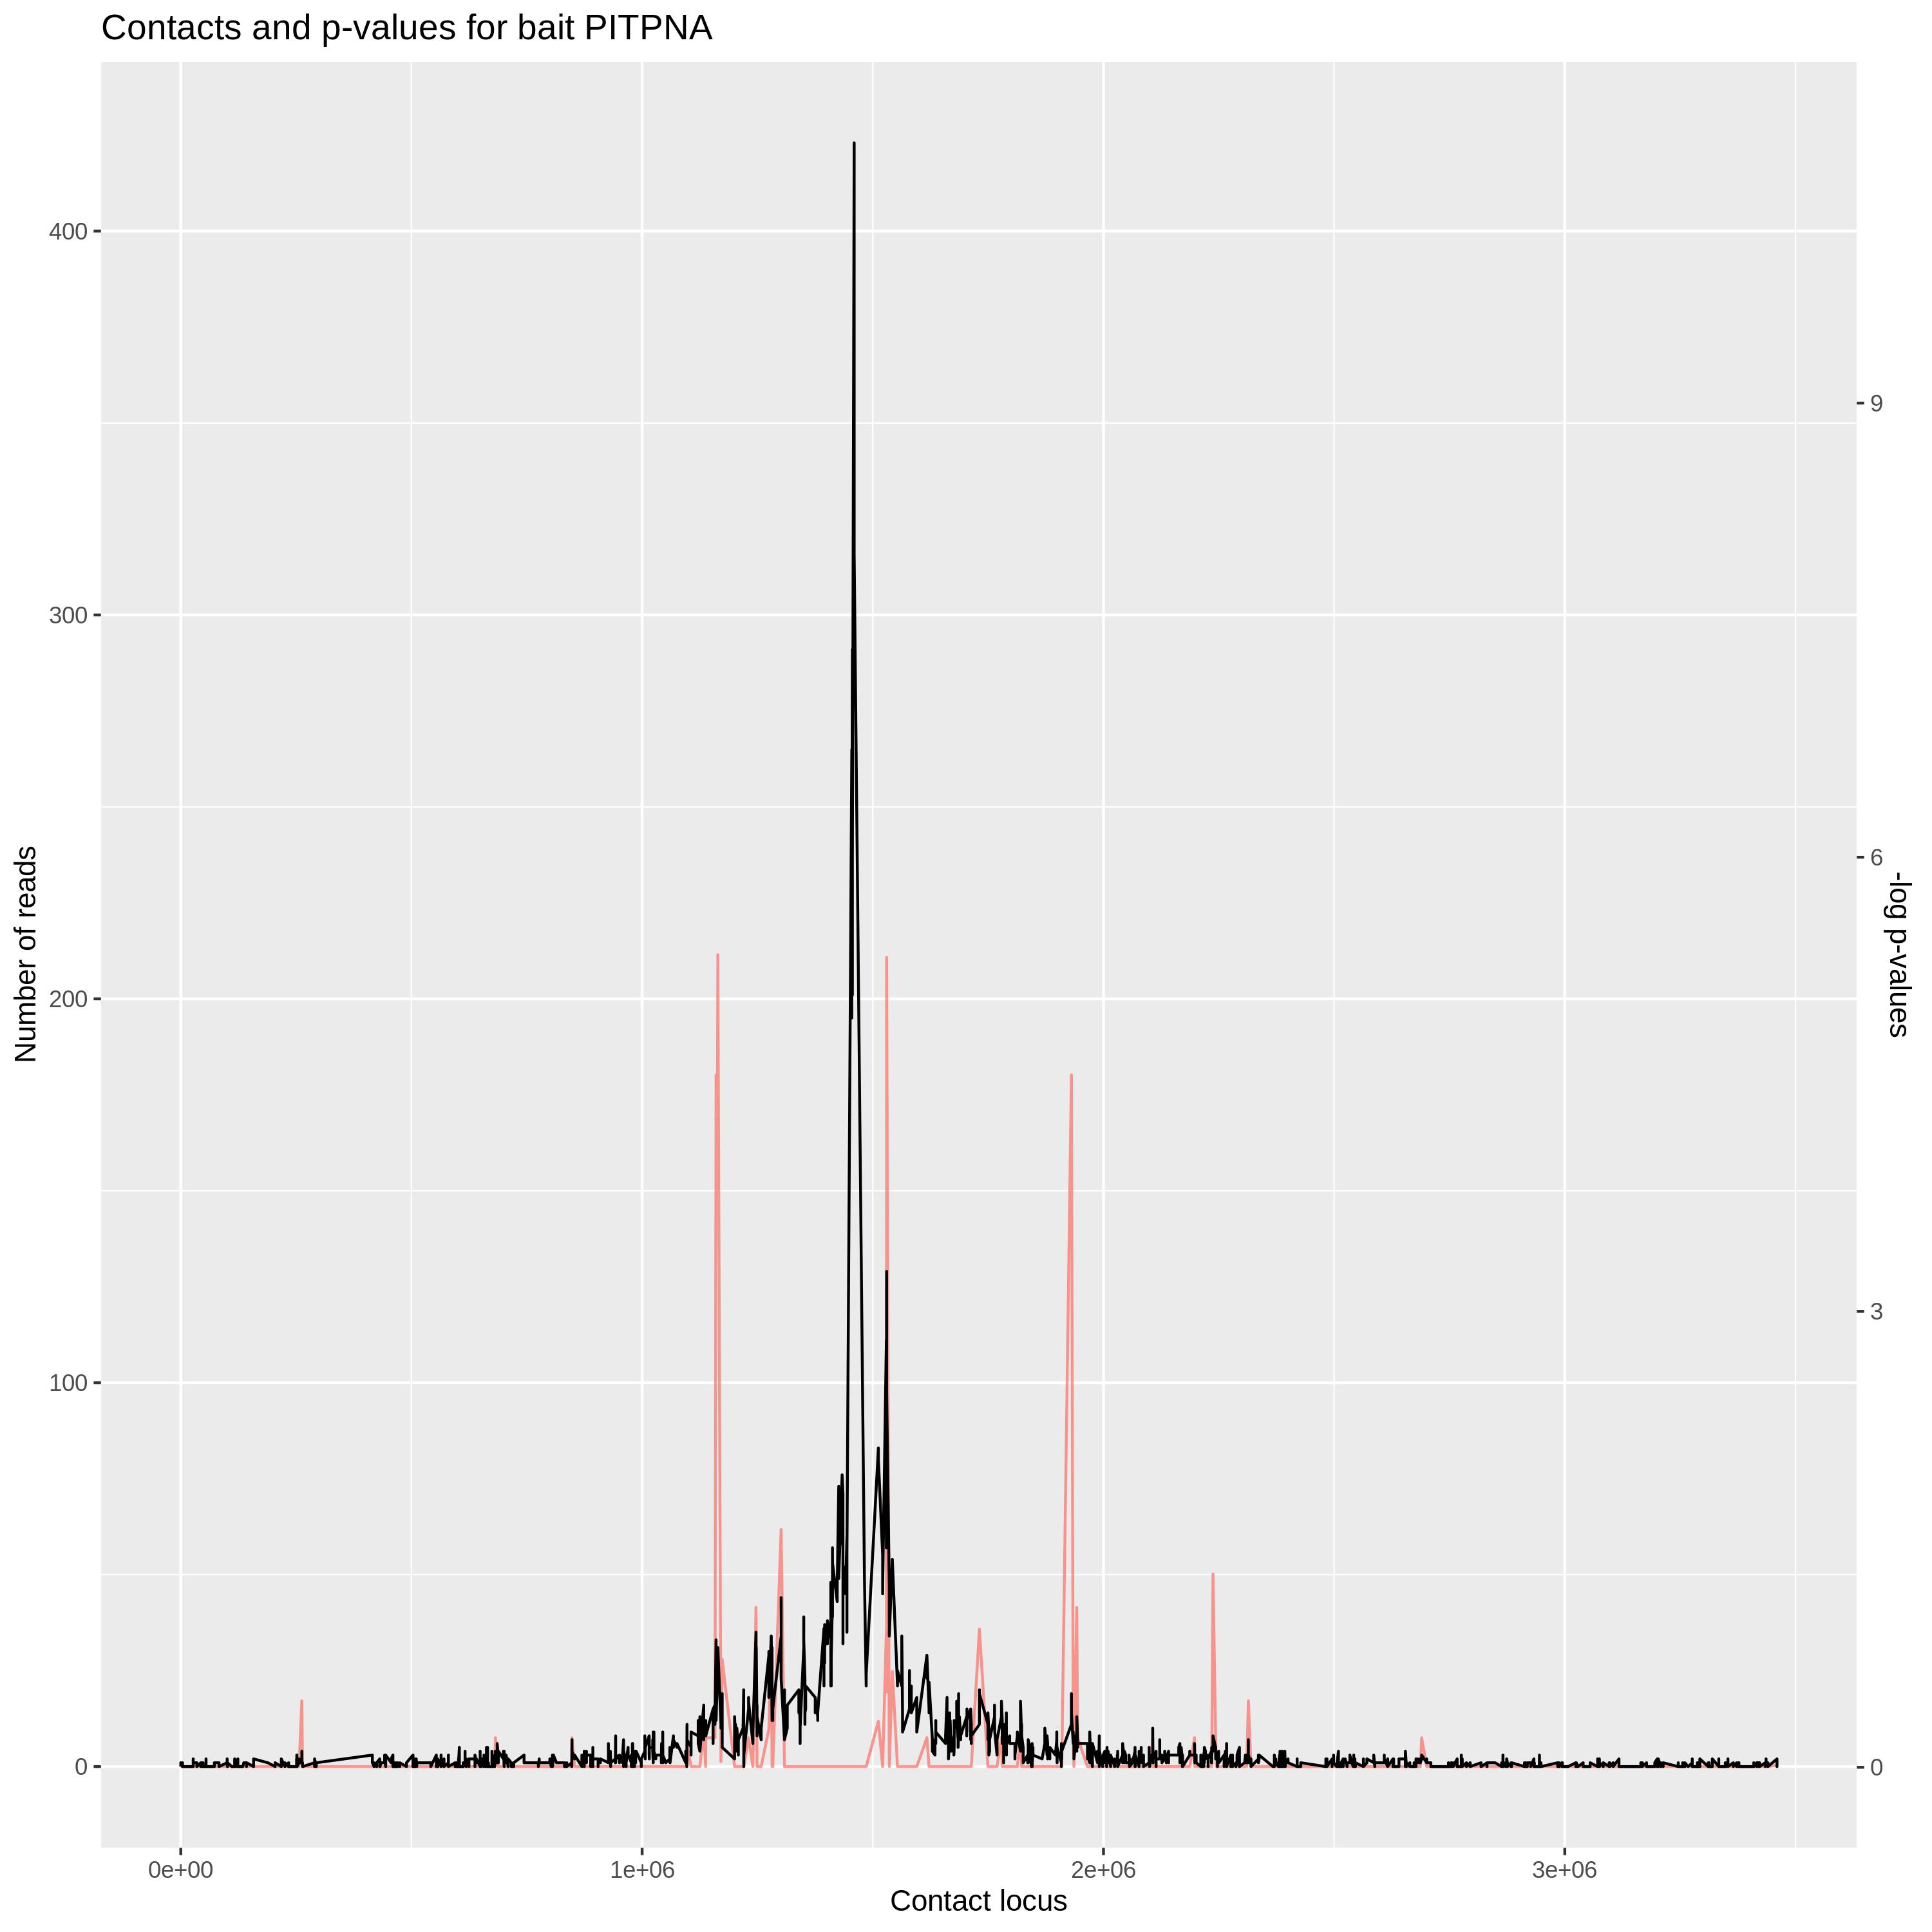 Contacts and p-values for bait PITPNA
400
300
200
100
0
Number of reads
9
6
3
0
-log p-values
0e+00
1e+06
2e+06
3e+06
Contact locus